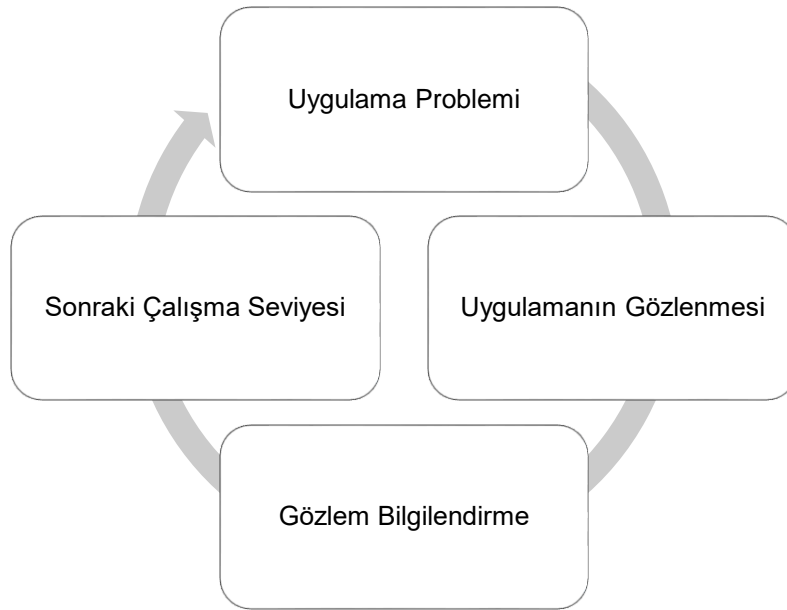 Uygulama Problemi
Uygulamanın Gözlenmesi
Gözlem Bilgilendirme
Sonraki Çalışma Seviyesi